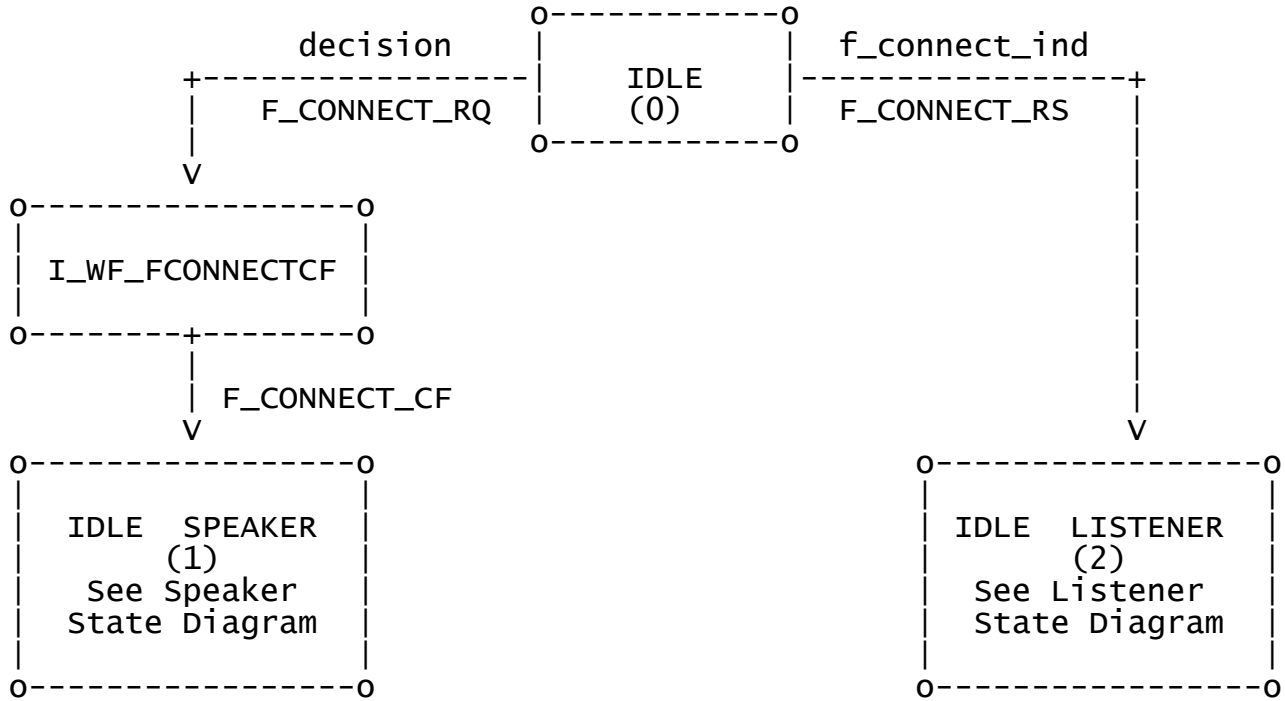 decision f_connect_ind
IDLE
F_CONNECT_RQ (0) F_CONNECT_RS
I_WF_FCONNECTCF
F_CONNECT_CF
IDLE SPEAKER IDLE LISTENER
(1) (2)
See Speaker See Listener
State Diagram State Diagram